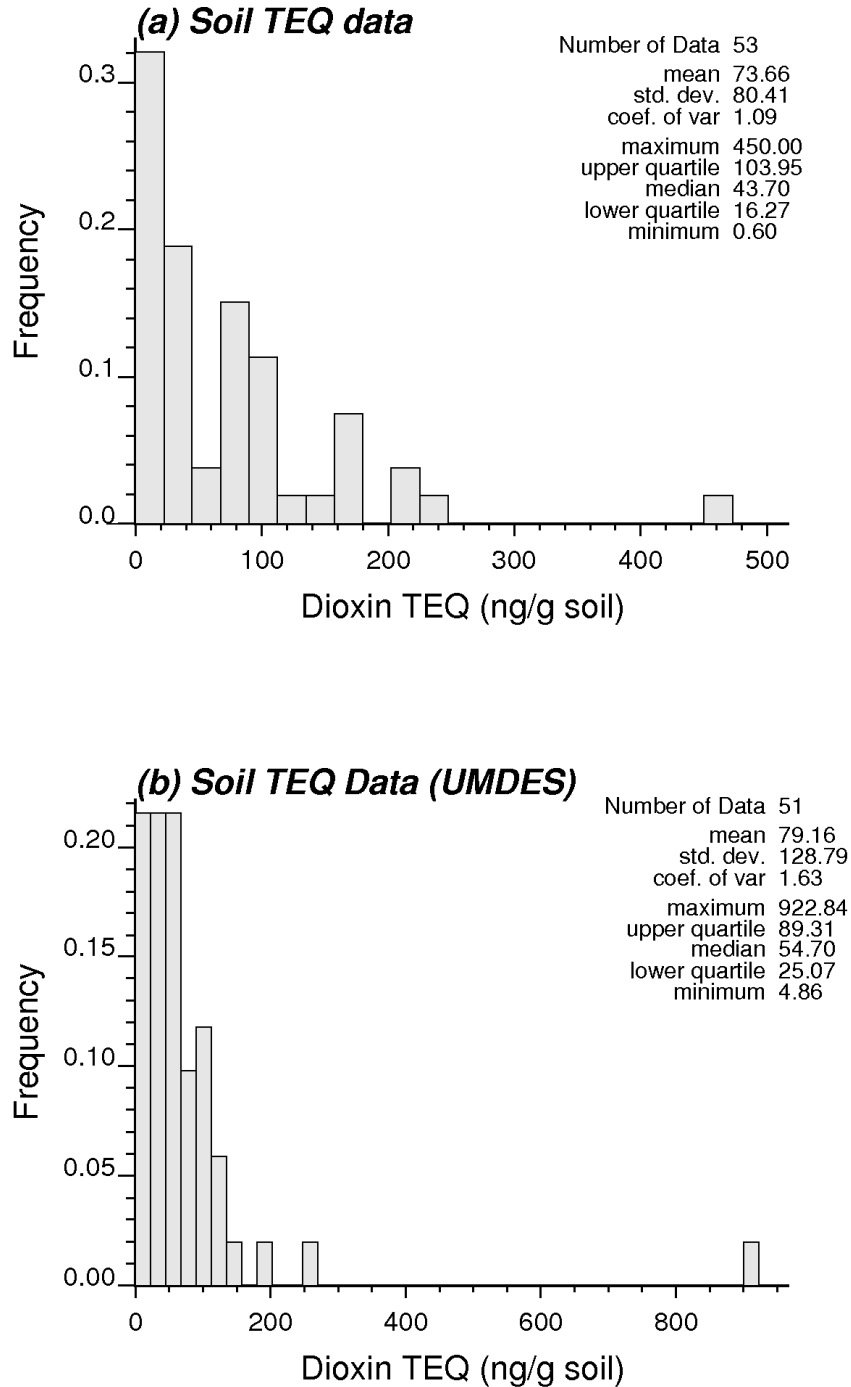 (a) Soil TEQ data
Number of Data 53
mean 73.66
std. dev. 80.41
coef. of var 1.09
maximum 450.00
upper quartile 103.95
median 43.70
lower quartile 16.27
minimum 0.60
Frequency
0.3
0.2
0.1
0.0
0 100 200 300 400 500
Dioxin TEQ (ng/g soil)
(b) Soil TEQ Data (UMDES)
Number of Data 51
mean 79.16
std. dev. 128.79
coef. of var 1.63
maximum 922.84
upper quartile 89.31
median 54.70
lower quartile 25.07
minimum 4.86
Frequency
0.20
0.15
0.10
0.05
0.00
0 200 400 600 800
Dioxin TEQ (ng/g soil)